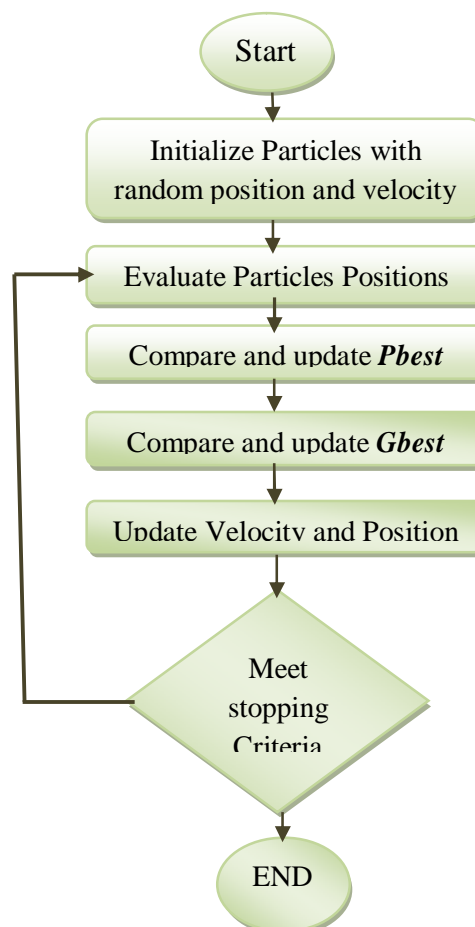 Start
Initialize Particles with
random position and velocity
Evaluate Particles Positions
Compare and update Pbest
Compare and update Gbest
Update Velocity and Position
Meet
stopping
Criteria
END